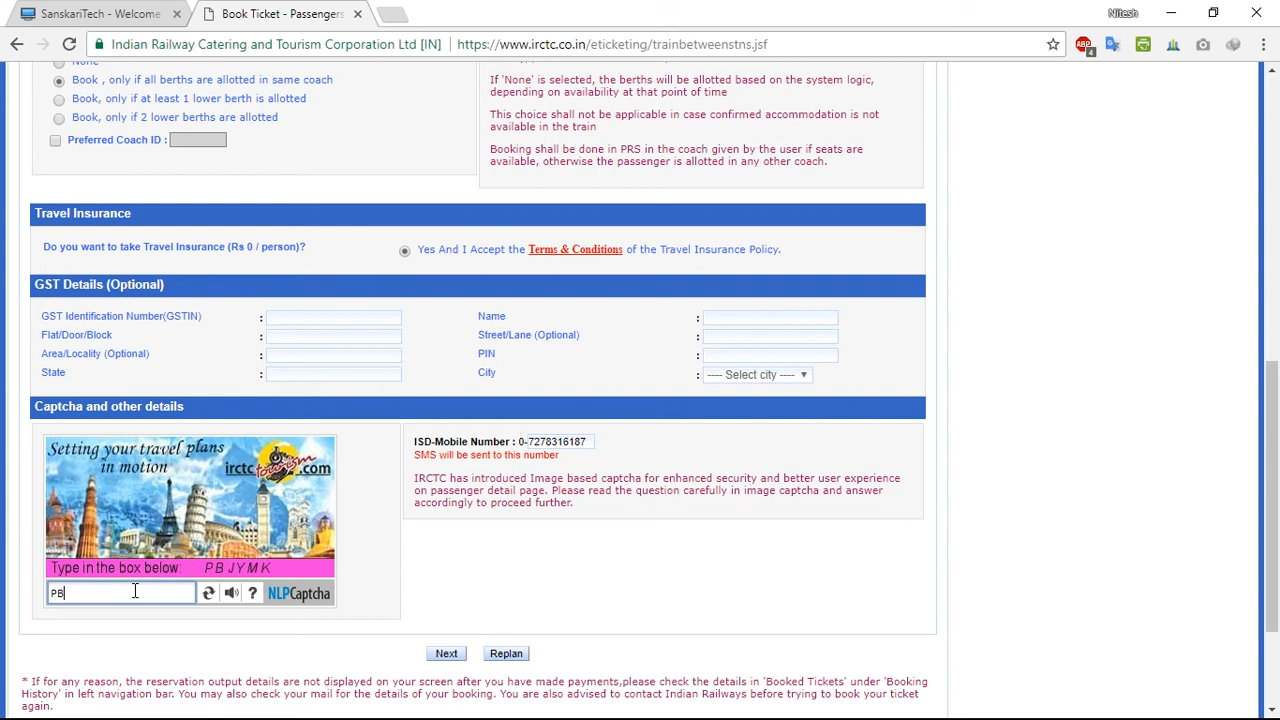 SanskariTech - Welcome
Book Ticket - Passengers
Nitesh
Indian Railway Catering and Tourism Corporation Ltd [IN]
https://www.irctc.co.in/eticketing/trainbetweenstns.jsf
ABP
4
None
Book , only if all berths are allotted in same coach
Book, only if at least 1 lower berth is allotted
Book, only if 2 lower berths are allotted
Preferred Coach ID :
If 'None' is selected, the berths will be allotted based on the system logic,
depending on availability at that point of time
This choice shall not be applicable in case confirmed accommodation is not
available in the train
Booking shall be done in PRS in the coach given by the user if seats are
available, otherwise the passenger is allotted in any other coach.
Travel Insurance
Do you want to take Travel Insurance (Rs 0 / person)?
Yes And I Accept the Terms & Conditions of the Travel Insurance Policy.
GST Details (Optional)
GST Identification Number(GSTIN) :
Name :
Flat/Door/Block :
Street/Lane (Optional) :
Area/Locality (Optional) :
PIN :
State :
City : ---- Select city ----
Captcha and other details
Setting your travel plans
in motion
irctc tourism .com
Type in the box below: PBJYMK
PB
? NLPCaptcha
ISD-Mobile Number : 0-7278316187
SMS will be sent to this number
IRCTC has introduced Image based captcha for enhanced security and better user experience
on passenger detail page. Please read the question carefully in image captcha and answer
accordingly to proceed further.
Next
Replan
* If for any reason, the reservation output details are not displayed on your screen after you have made payments,please check the details in 'Booked Tickets' under 'Booking
History' in left navigation bar. You may also check your mail for the details of your booking. You are also advised to contact Indian Railways before trying to book your ticket
again.